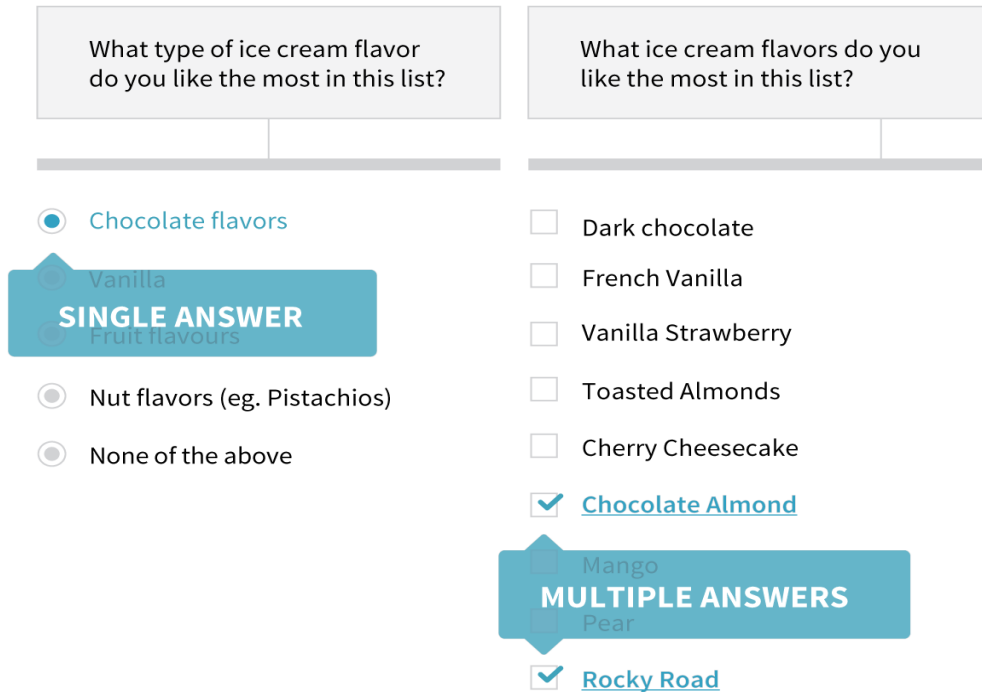 What type of ice cream flavor
do you like the most in this list?
Chocolate flavors
Vanilla
SINGLE ANSWER
Fruit flavours
Nut flavors (eg. Pistachios)
None of the above
What ice cream flavors do you
like the most in this list?
Dark chocolate
French Vanilla
Vanilla Strawberry
Toasted Almonds
Cherry Cheesecake
Chocolate Almond
Mango
MULTIPLE ANSWERS
Pear
Rocky Road